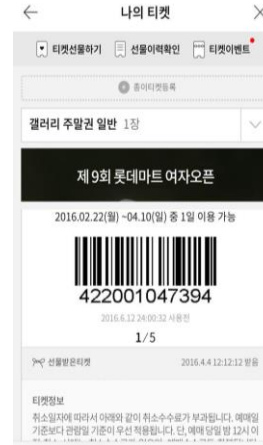 나의 티켓
티켓선물하기 선물이력확인 티켓이벤트
종이티켓등록
갤러리 주말권 일반 1장
제 9회 롯데마트 여자오픈
2016.02.22(월) ~04.10(일) 중 1일 이용 가능
422001047394
2016.6.12 24:00:32 사용전
1/5
선물받은티켓 2016.4.4 12:12:12 받음
티켓정보
취소일자에 따라서 아래와 같이 취소수수료가 부과됩니다. 예매일
기준보다 관람일 기준이 우선 적용됩니다. 단, 예매 당일 밤 12시 이